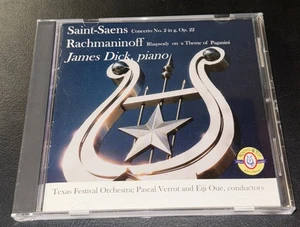 Saint-Saens Concerto No. 2 in g, Op. 22
Rachmaninoff Rhapsody on a Theme of Paganini
James Dick, piano
Texas Festival Orchestra; Pascal Verrot and Eiji Oue, conductors